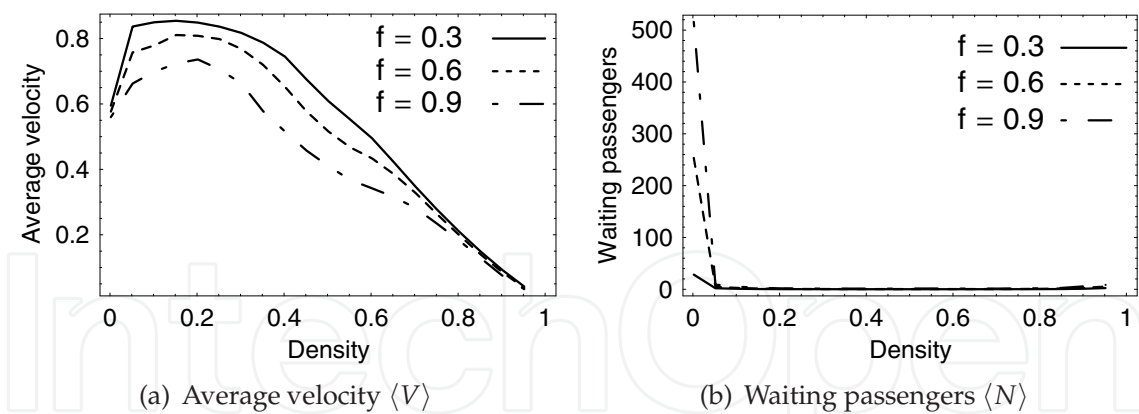 0.8
0.6
0.4
0.2
0
0.2
0.4
0.6
0.8
1
Average velocity
Density
f = 0.3
f = 0.6
f = 0.9
(a) Average velocity ⟨V⟩
500
400
300
200
100
0
0
0.2
0.4
0.6
0.8
1
Waiting passengers
Density
f = 0.3
f = 0.6
f = 0.9
(b) Waiting passengers ⟨N⟩
IntechOpen